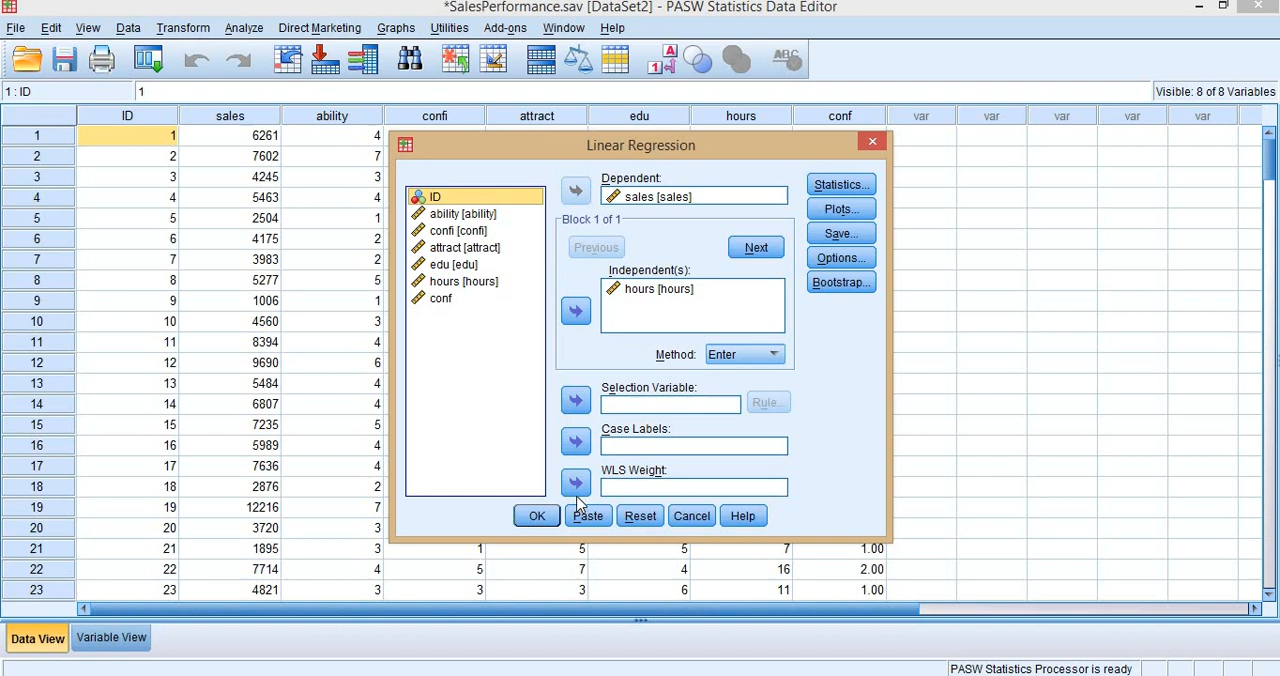 *SalesPerformance.sav [DataSet2] - PASW Statistics Data Editor
File Edit View Data Transform Analyze Direct Marketing Graphs Utilities Add-ons Window Help
1 : ID 1 Visible: 8 of 8 Variables
ID sales ability confi attract edu hours conf var var var var var
1 1 6261 4
2 2 7602 7
3 3 4245 3
4 4 5463 4
5 5 2504 1
6 6 4175 2
7 7 3983 2
8 8 5277 5
9 9 1006 1
10 10 4560 3
11 11 8394 4
12 12 9690 6
13 13 5484 4
14 14 6807 4
15 15 7235 5
16 16 5989 4
17 17 7636 4
18 18 2876 2
19 19 12216 7
20 20 3720 3
21 21 1895 3 1 5 5 7 1.00
22 22 7714 4 5 7 4 16 2.00
23 23 4821 3 3 3 6 11 1.00
Linear Regression
ID
ability [ability]
confi [confi]
attract [attract]
edu [edu]
hours [hours]
conf
Dependent:
sales [sales]
Block 1 of 1
Previous Next
Independent(s):
hours [hours]
Method: Enter
Selection Variable:
Rule...
Case Labels:
WLS Weight:
Statistics...
Plots...
Save...
Options...
Bootstrap...
OK Paste Reset Cancel Help
Data View Variable View
PASW Statistics Processor is ready